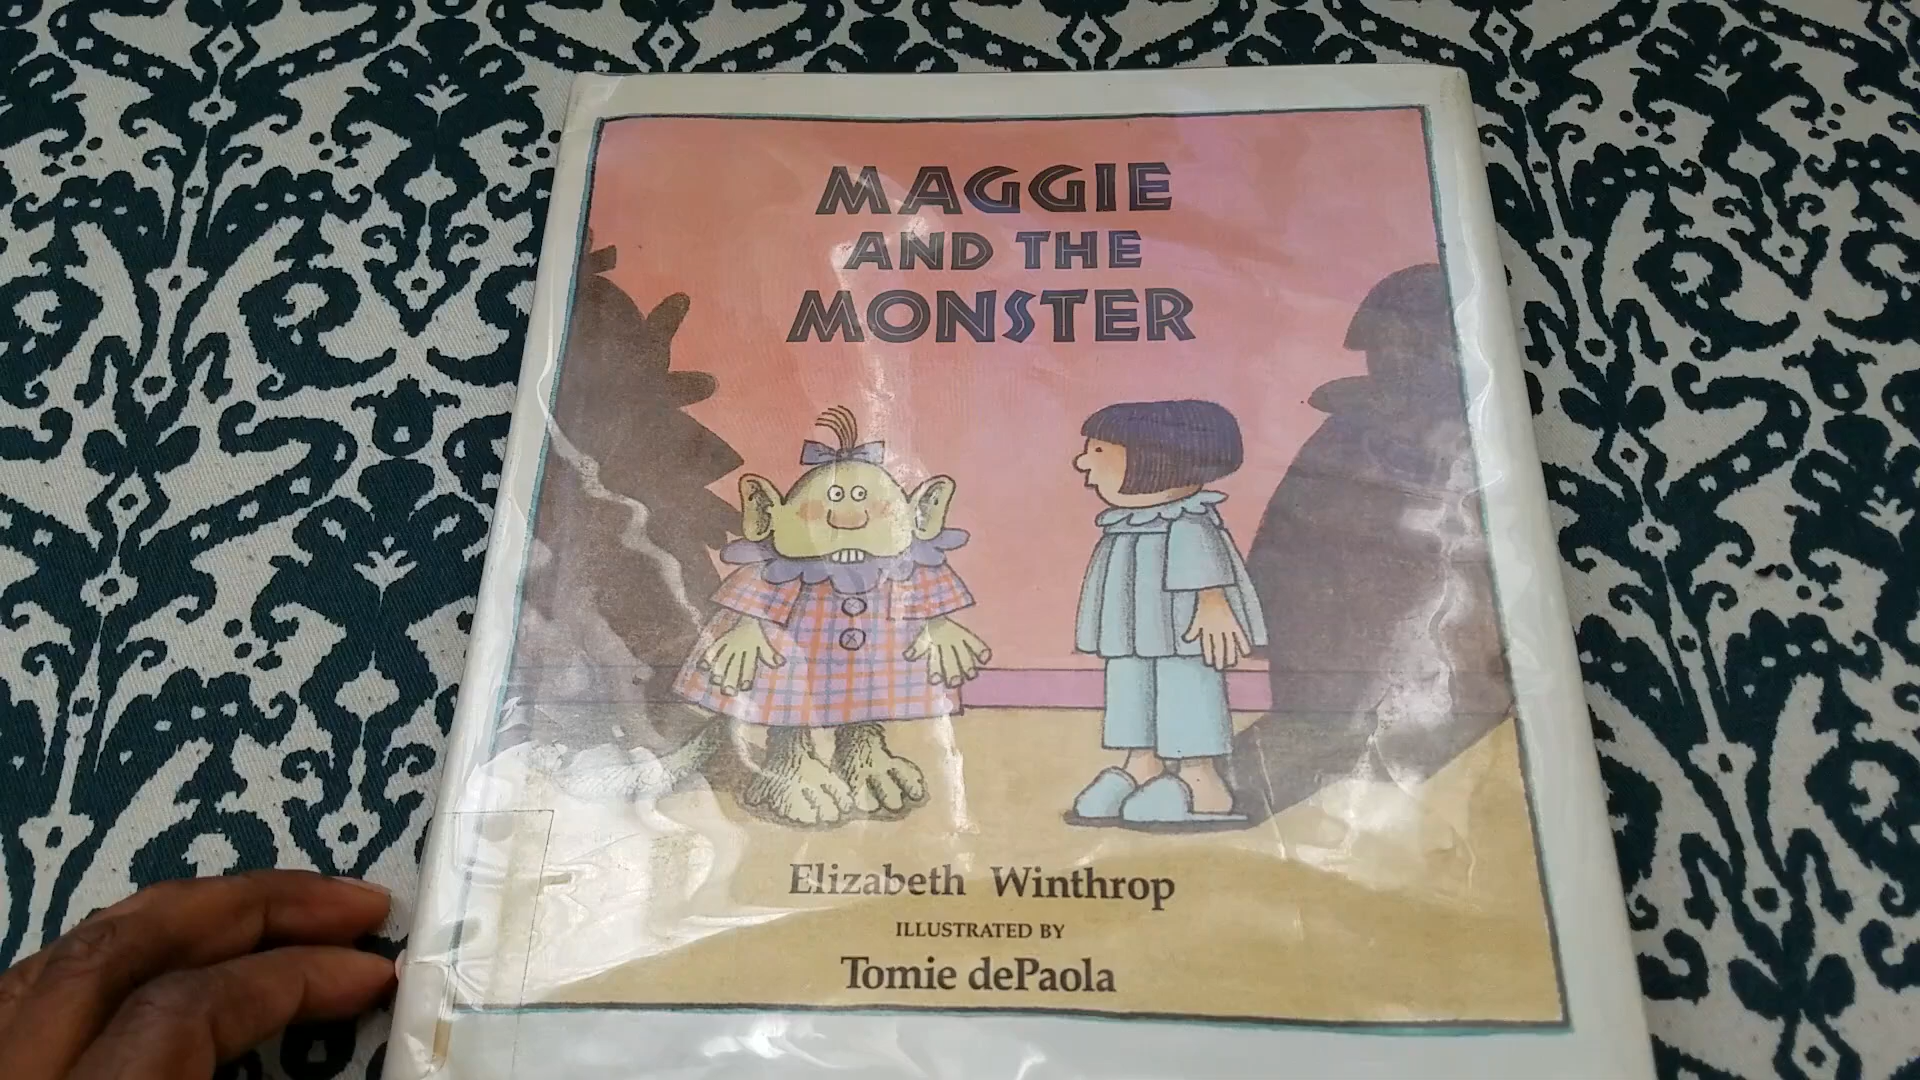 MAGGIE
AND THE
MONSTER
Elizabeth Winthrop
ILLUSTRATED BY
Tomie dePaola